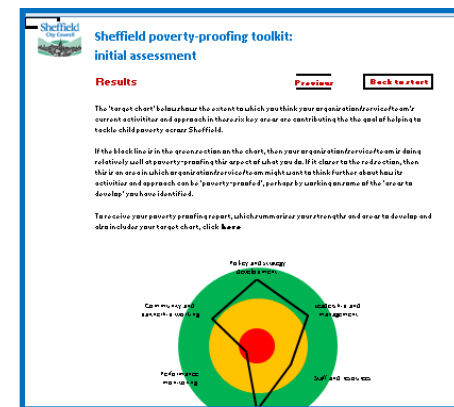 Sheffield
City Council
Sheffield poverty-proofing toolkit:
initial assessment
Results
Previous
Back to start
The 'target chart' below shows the extent to which you think your organisation/service/team's
current activitites and approach in these six key areas are contributing the the goal of helping to
tackle child poverty across Sheffield.
If the black line is in the green section on the chart, then your organisation/service/team is doing
relatively well at poverty-proofing this aspect of what you do. If it closer to the red section, then
this is an area in which organisation/service/team might want to think further about how its
activities and approach can be 'poverty-proofed', perhaps by working on some of the 'areas to
develop' you have identified.
To receive your poverty proofing report, which summarises your strengths and areas to develop and
also includes your target chart, click here
Policy and strategy
development
Community and
partnership working
Leadership and
management
Performance
monitoring
Staff and resources